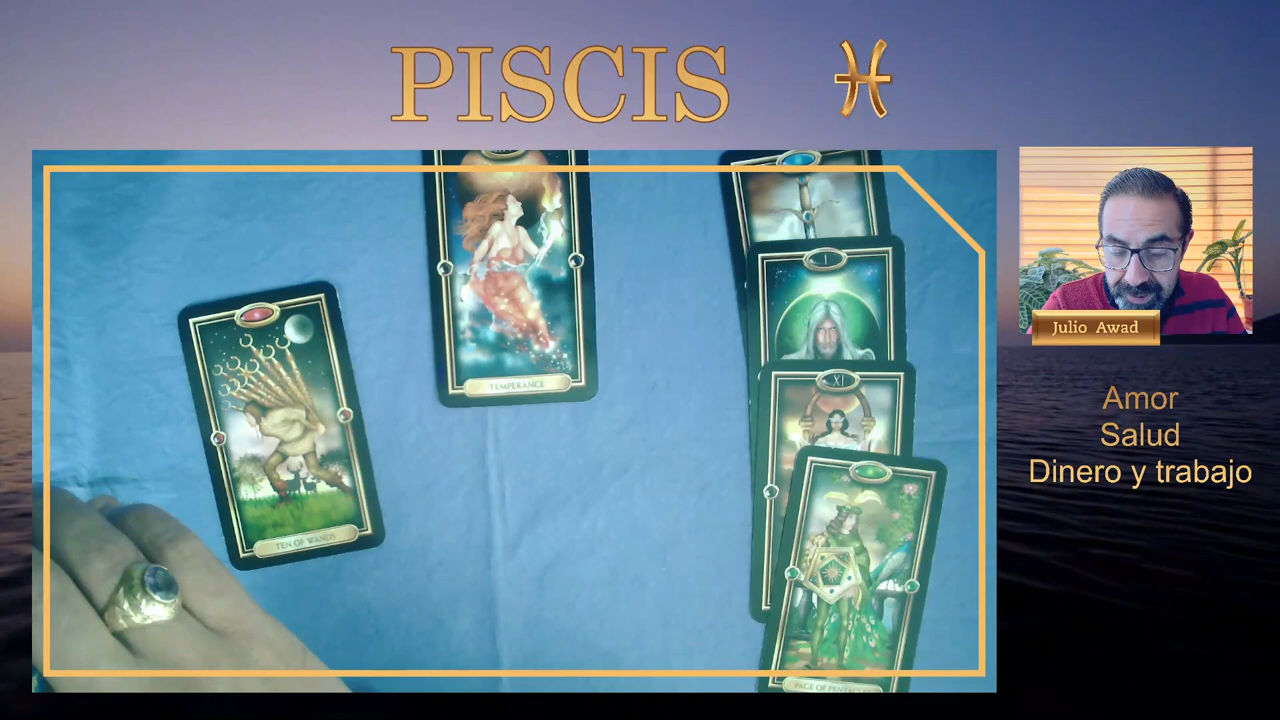 PISCIS
TEMPERANCE
I
XI
TEN OF WANDS
PAGE OF PENTACLES
Julio Awad
Amor
Salud
Dinero y trabajo